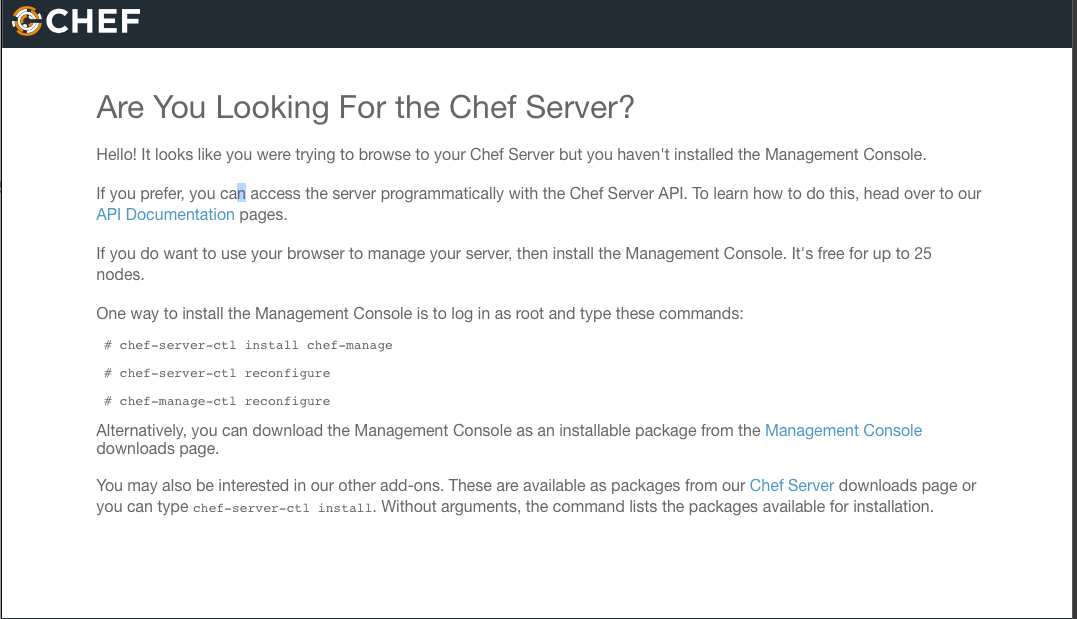 CHEF
Are You Looking For the Chef Server?
Hello! It looks like you were trying to browse to your Chef Server but you haven't installed the Management Console.
If you prefer, you can access the server programmatically with the Chef Server API. To learn how to do this, head over to our
API Documentation pages.
If you do want to use your browser to manage your server, then install the Management Console. It's free for up to 25
nodes.
One way to install the Management Console is to log in as root and type these commands:
# chef-server-ctl install chef-manage
# chef-server-ctl reconfigure
# chef-manage-ctl reconfigure
Alternatively, you can download the Management Console as an installable package from the Management Console
downloads page.
You may also be interested in our other add-ons. These are available as packages from our Chef Server downloads page or
you can type chef-server-ctl install. Without arguments, the command lists the packages available for installation.